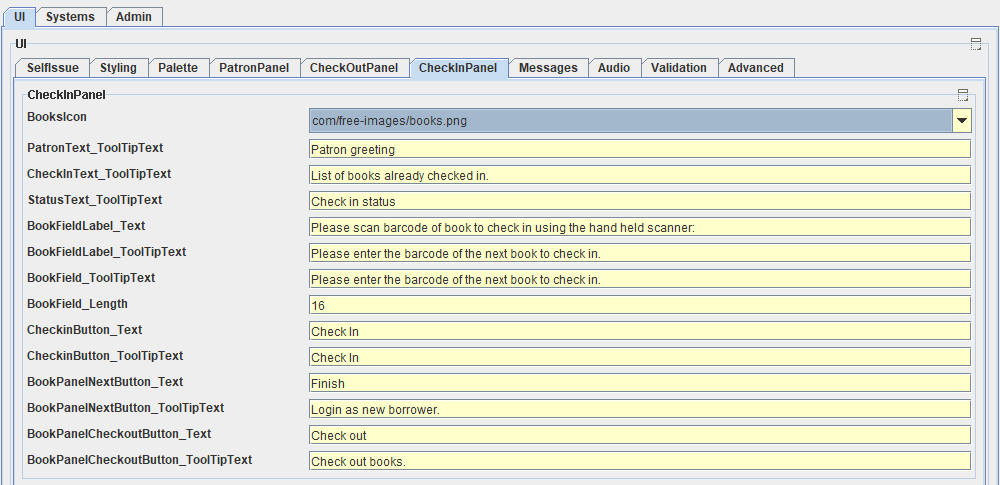 UI Systems Admin
UI
SelfIssue Styling Palette PatronPanel CheckOutPanel CheckInPanel Messages Audio Validation Advanced
CheckInPanel
BooksIcon com/free-images/books.png
PatronText_ToolTipText Patron greeting
CheckInText_ToolTipText List of books already checked in.
StatusText_ToolTipText Check in status
BookFieldLabel_Text Please scan barcode of book to check in using the hand held scanner:
BookFieldLabel_ToolTipText Please enter the barcode of the next book to check in.
BookField_ToolTipText Please enter the barcode of the next book to check in.
BookField_Length 16
CheckinButton_Text Check In
CheckinButton_ToolTipText Check In
BookPanelNextButton_Text Finish
BookPanelNextButton_ToolTipText Login as new borrower.
BookPanelCheckoutButton_Text Check out
BookPanelCheckoutButton_ToolTipText Check out books.